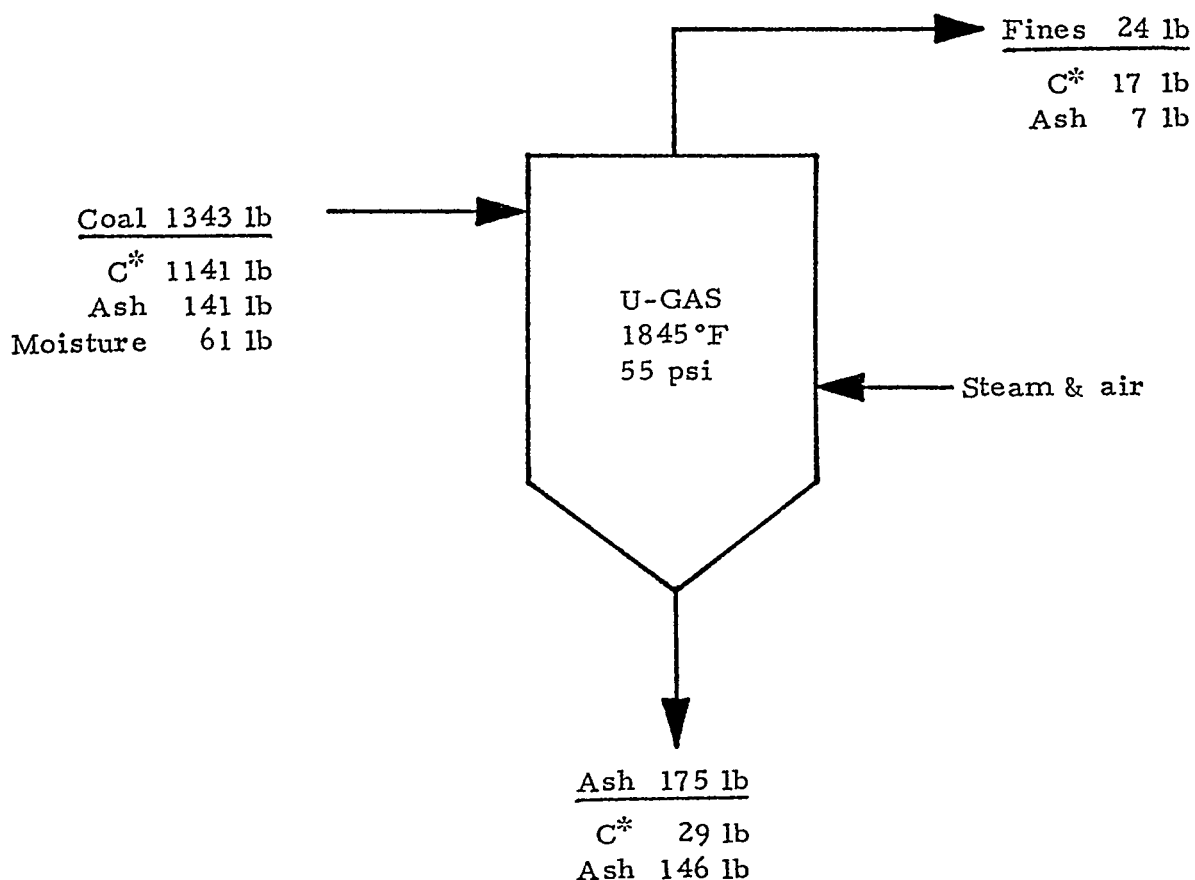 Fines 24 lb
C* 17 lb
Ash 7 lb
Coal 1343 lb
C* 1141 lb
Ash 141 lb
Moisture 61 lb
U-GAS
1845°F
55 psi
Steam & air
Ash 175 lb
C* 29 lb
Ash 146 lb